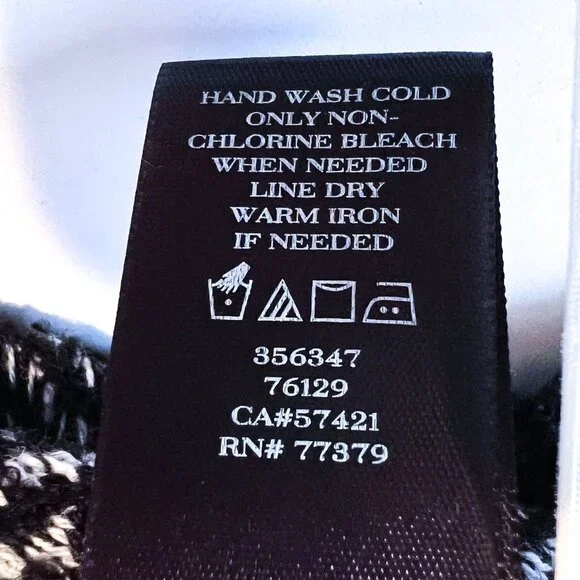 HAND WASH COLD
ONLY NON-
CHLORINE BLEACH
WHEN NEEDED
LINE DRY
WARM IRON
IF NEEDED
356347
76129
CA#57421
RN# 77379